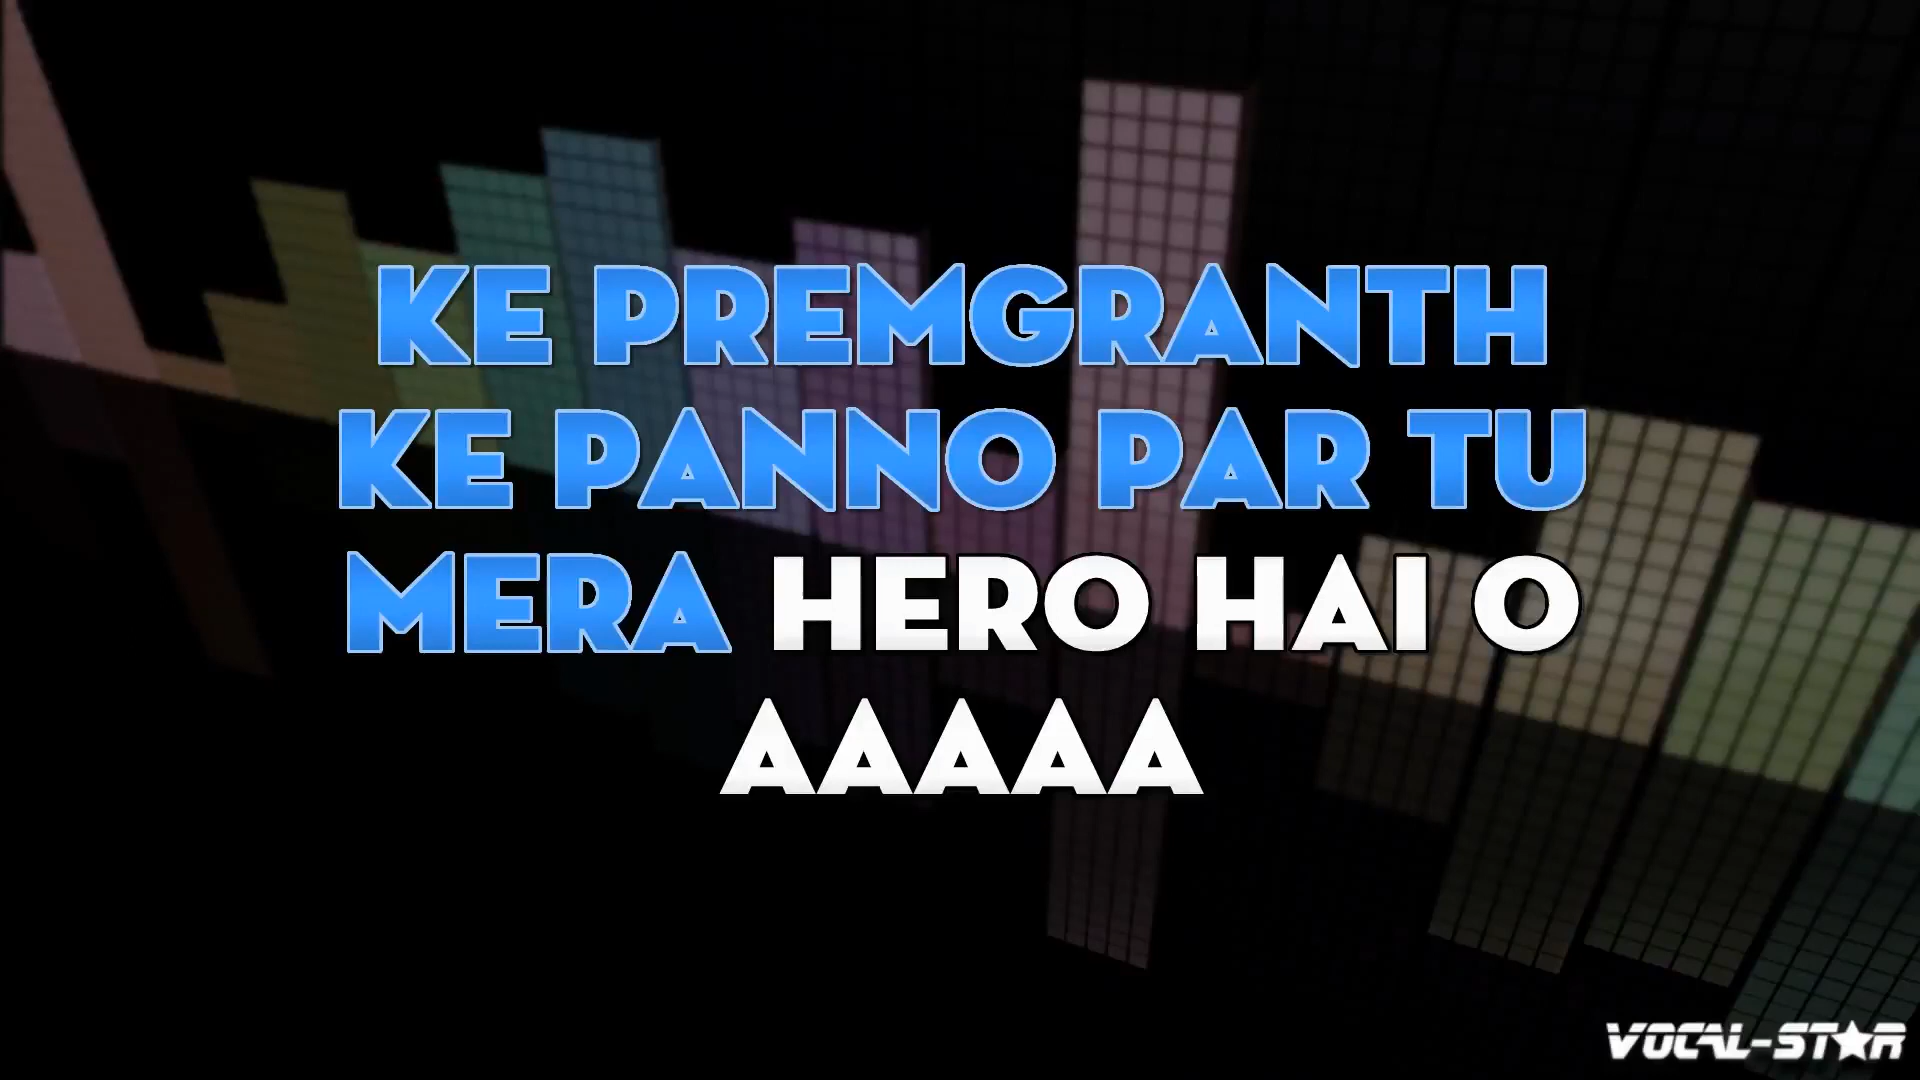 KE PREMGRANTH
KE PANNO PAR TU
MERA HERO HAI O
AAAAA
VOCAL-STAR